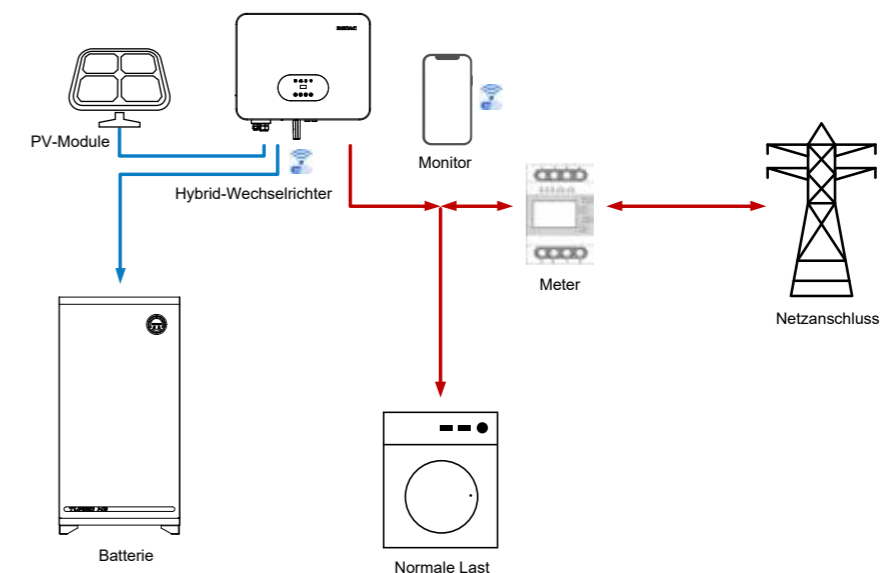 PV-Module
Hybrid-Wechselrichter
Monitor
Meter
Netzanschluss
Batterie
Normale Last